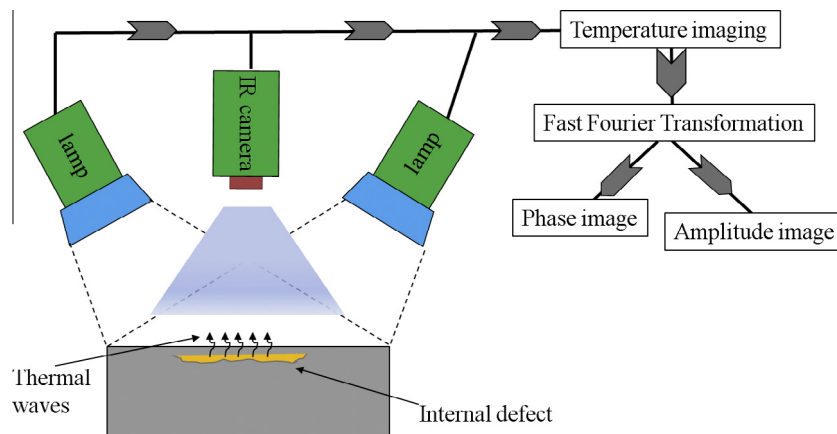 Temperature imaging
IR camera
lamp
lamp
Fast Fourier Transformation
Phase image
Amplitude image
Thermal
waves
Internal defect